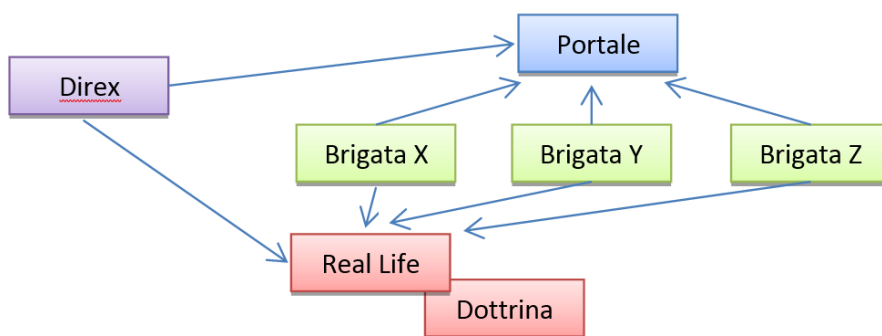 Portale
Direx
Brigata X
Brigata Y
Brigata Z
Real Life
Dottrina